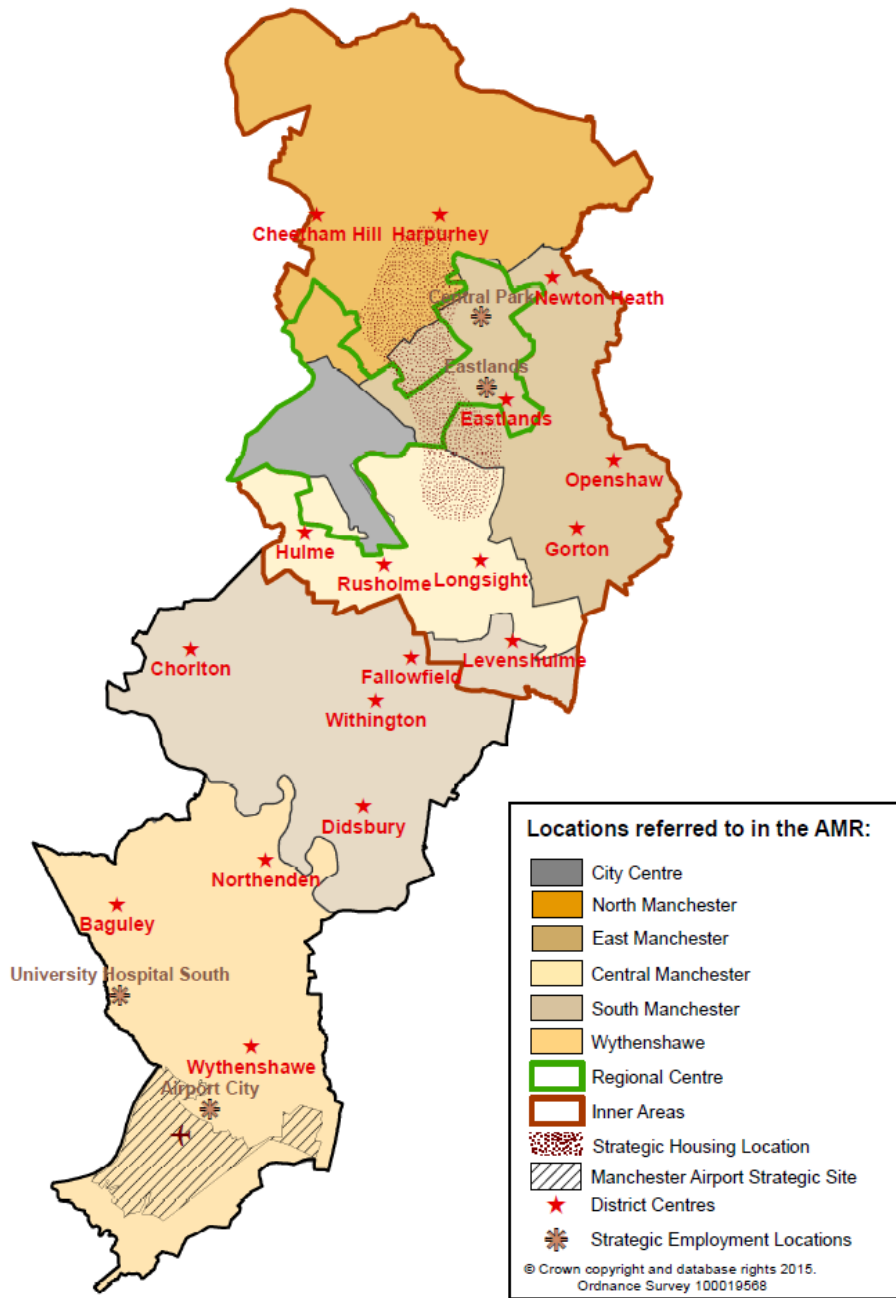 Cheetham Hill
Harpurhey
Central Park
Newton Heath
Eastlands
Eastlands
Openshaw
Gorton
Hulme
Rusholme
Longsight
Levenshulme
Chorlton
Fallowfield
Withington
Didsbury
Northenden
Baguley
University Hospital South
Wythenshawe
Airport City
Locations referred to in the AMR:
City Centre
North Manchester
East Manchester
Central Manchester
South Manchester
Wythenshawe
Regional Centre
Inner Areas
Strategic Housing Location
Manchester Airport Strategic Site
District Centres
Strategic Employment Locations
© Crown copyright and database rights 2015.
Ordnance Survey 100019568